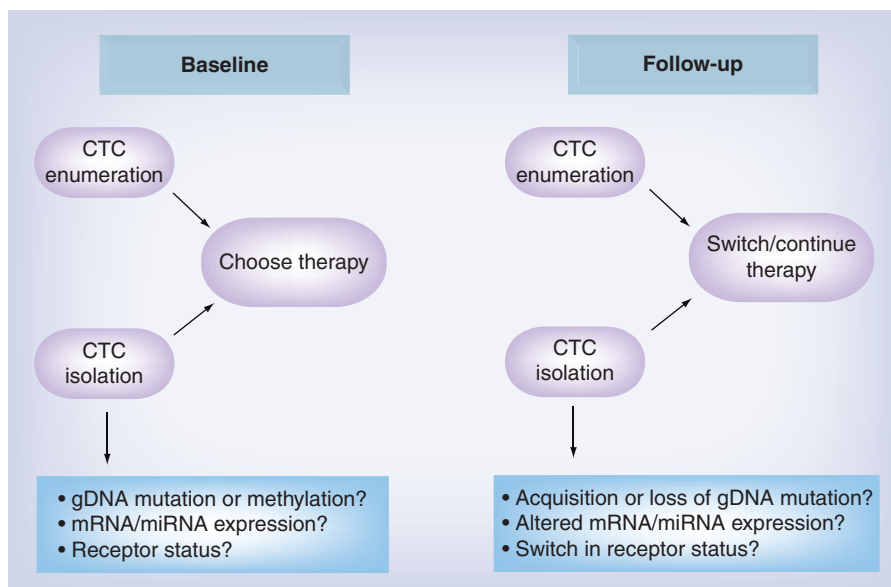 Baseline
CTC
enumeration
Choose therapy
CTC
isolation
• gDNA mutation or methylation?
• mRNA/miRNA expression?
• Receptor status?
Follow-up
CTC
enumeration
Switch/continue
therapy
CTC
isolation
• Acquisition or loss of gDNA mutation?
• Altered mRNA/miRNA expression?
• Switch in receptor status?